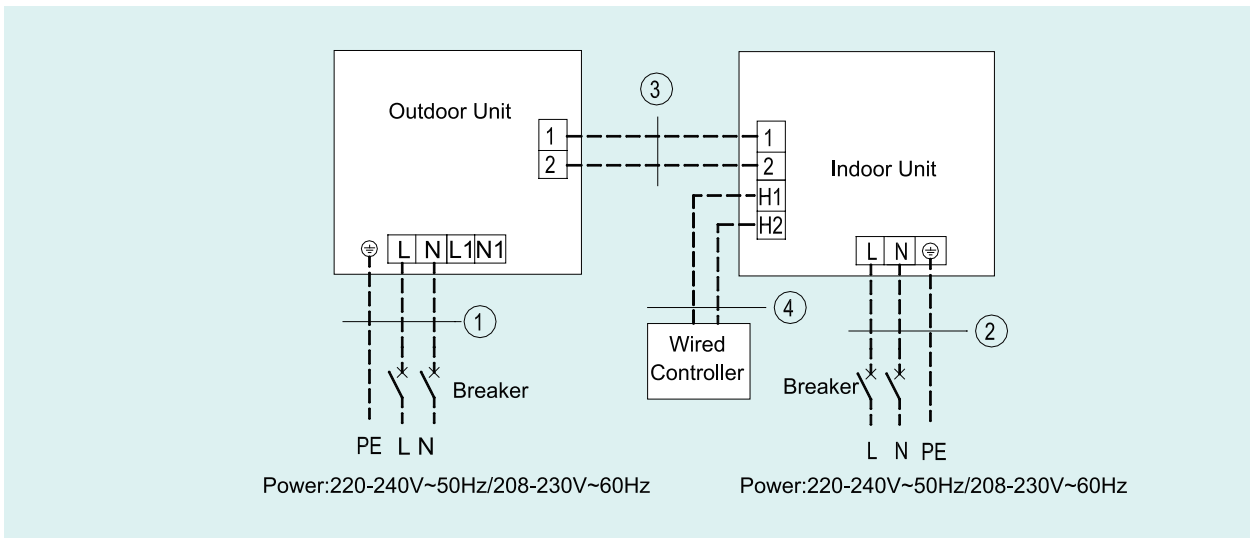 Outdoor Unit
1
2
L N L1 N1
1
PE L N
Breaker
Power:220-240V~50Hz/208-230V~60Hz
3
4
Wired
Controller
1
2
H1
H2
Indoor Unit
L N
2
Breaker
L N PE
Power:220-240V~50Hz/208-230V~60Hz